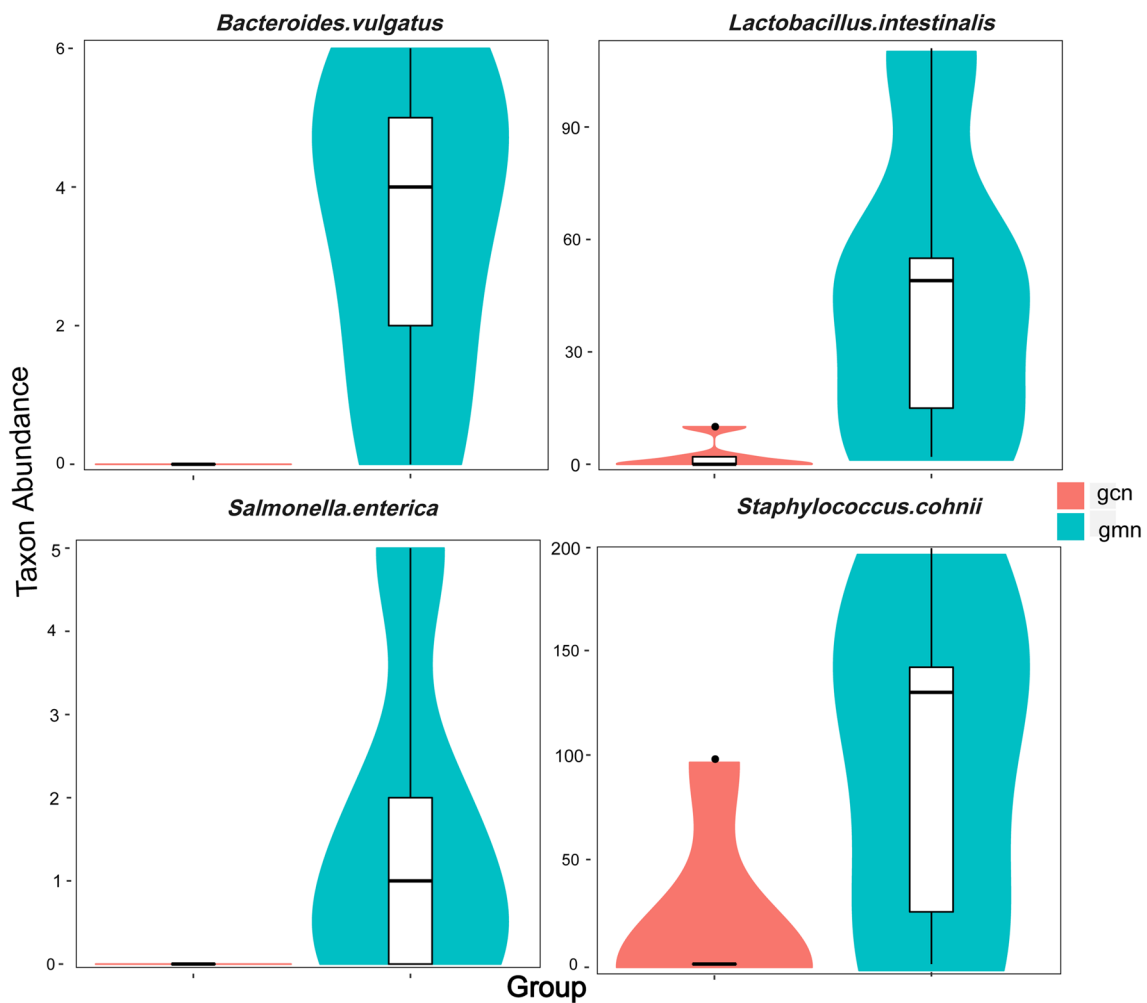 Bacteroides.vulgatus
Lactobacillus.intestinalis
6
4
2
0
90
60
30
0
Taxon Abundance
Salmonella.enterica
Staphylococcus.cohnii
gcn
gmn
5
4
3
2
1
0
200
150
100
50
0
Group